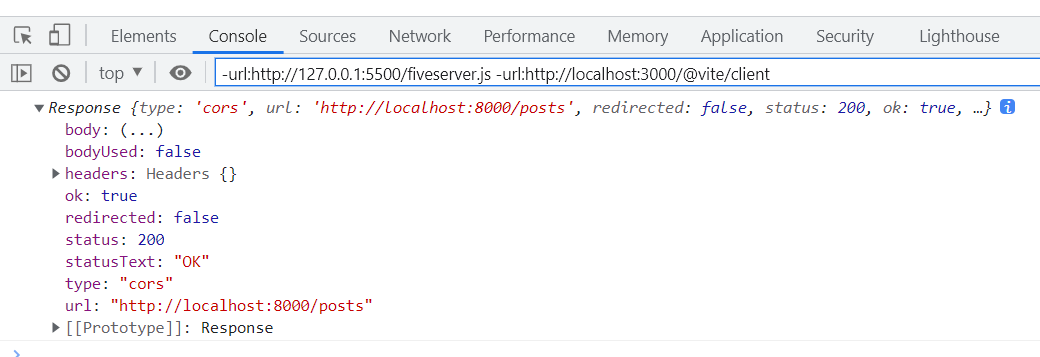 Elements Console Sources Network Performance Memory Application Security Lighthouse
top ▼ -url:http://127.0.0.1:5500/fiveserver.js -url:http://localhost:3000/@vite/client
▼ Response {type: 'cors', url: 'http://localhost:8000/posts', redirected: false, status: 200, ok: true, …} i
body: (...)
bodyUsed: false
▶ headers: Headers {}
ok: true
redirected: false
status: 200
statusText: "OK"
type: "cors"
url: "http://localhost:8000/posts"
▶ [[Prototype]]: Response
>